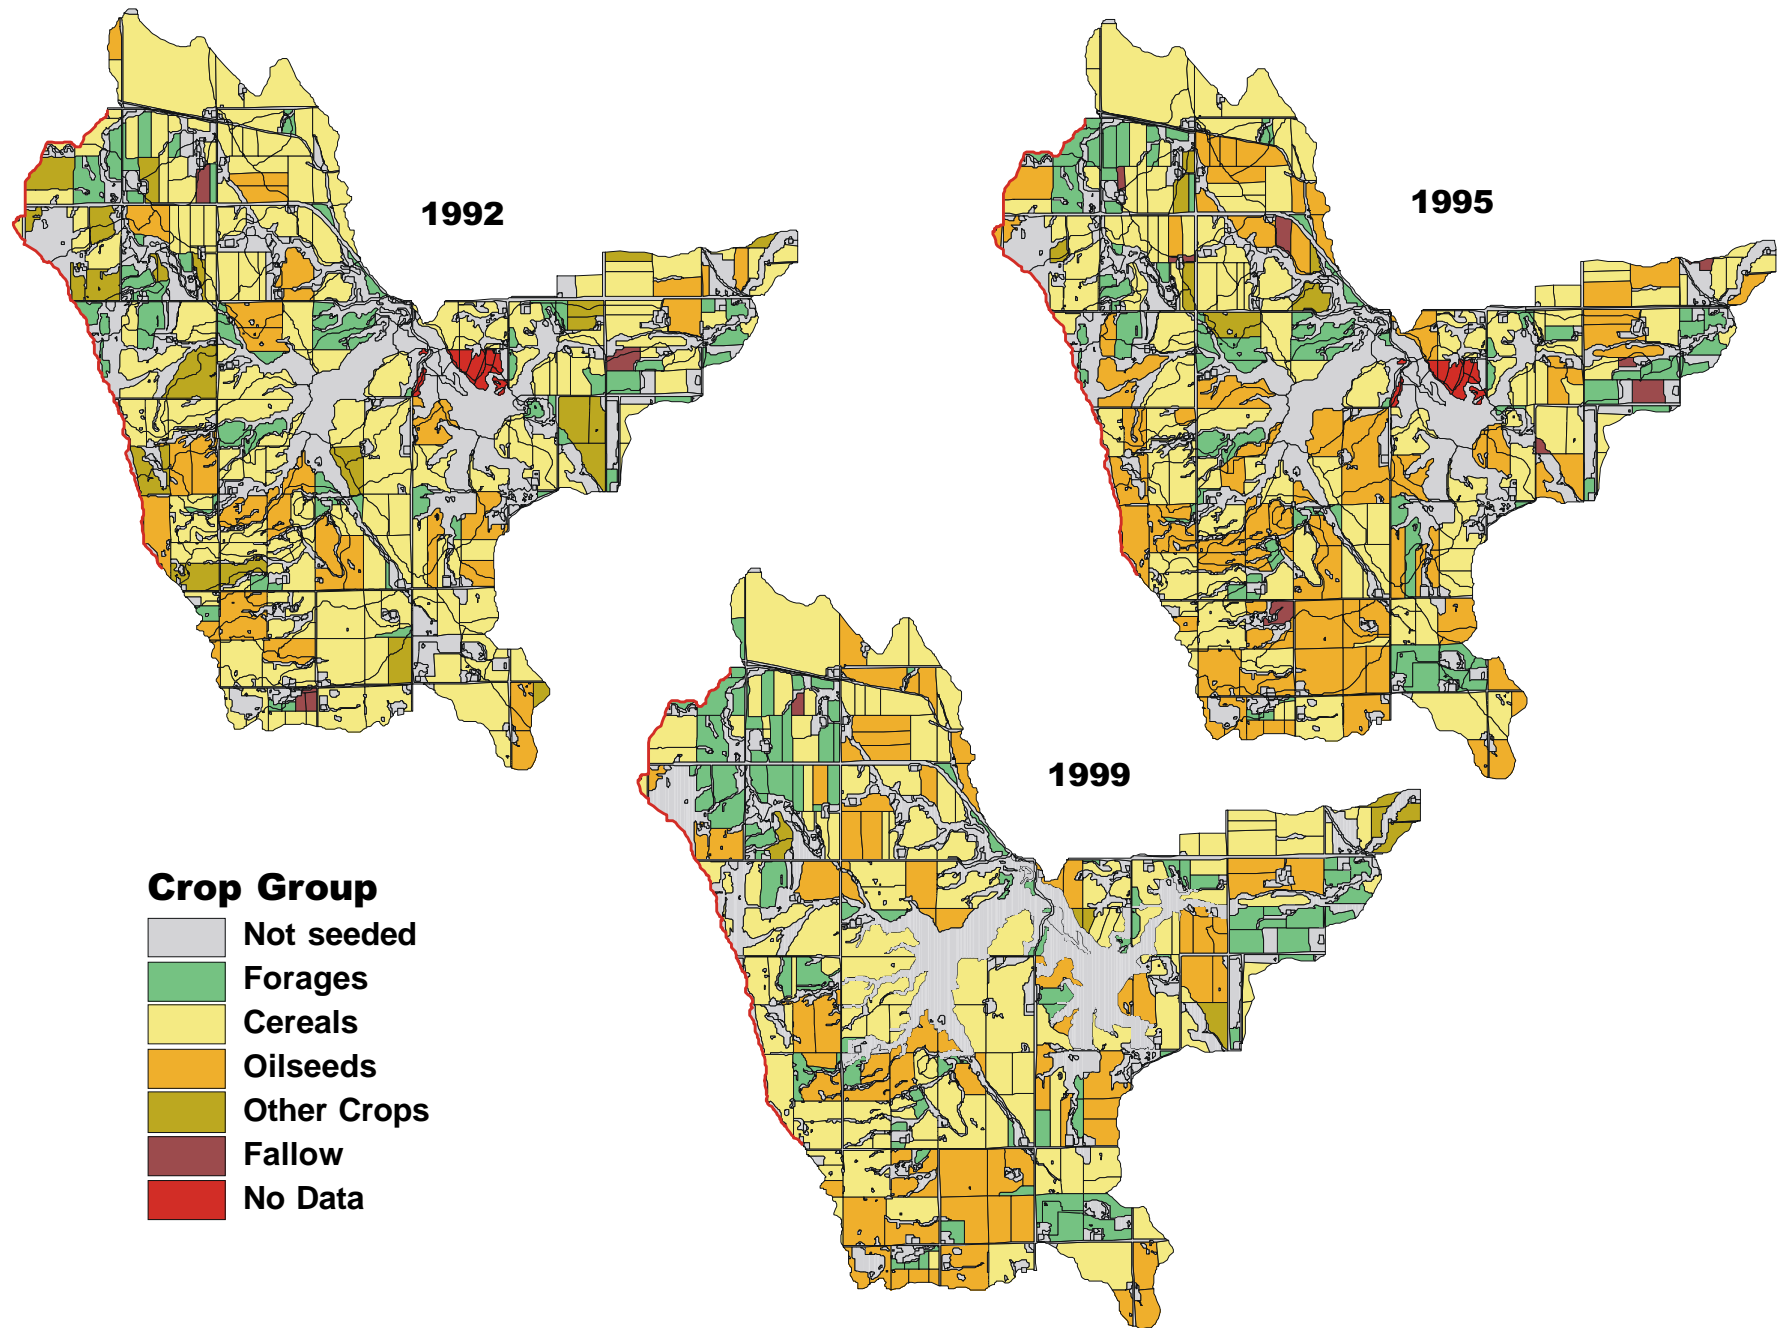 1992
1995
1999
Crop Group
Not seeded
Forages
Cereals
Oilseeds
Other Crops
Fallow
No Data